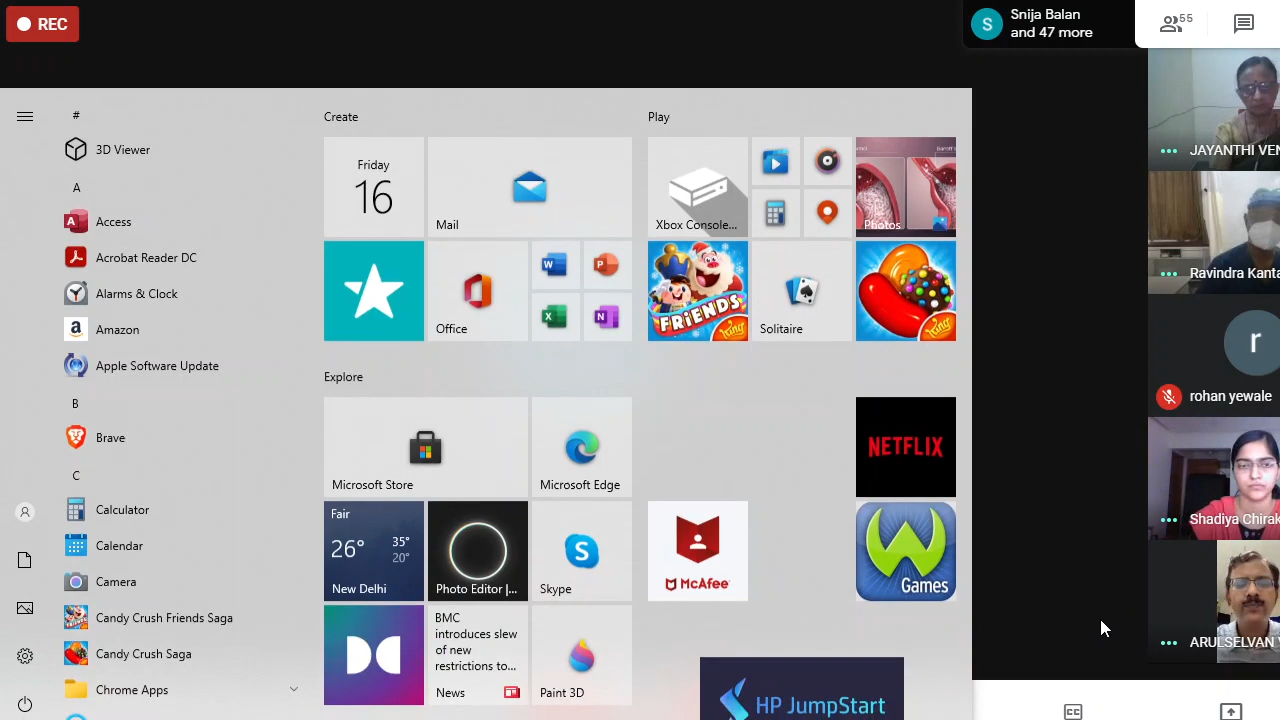 REC
S
Snija Balan
and 47 more
55
#
3D Viewer
A
Access
Acrobat Reader DC
Alarms & Clock
Amazon
Apple Software Update
B
Brave
C
Calculator
Calendar
Camera
Candy Crush Friends Saga
Candy Crush Saga
Chrome Apps
Create
Friday
16
Mail
Office
Explore
Microsoft Store
Microsoft Edge
Fair
26°
35°
20°
New Delhi
Photo Editor |...
Skype
BMC
introduces slew
of new
restrictions to...
News
Paint 3D
Play
Xbox Console...
Photos
FRIENDS
King
Solitaire
King
NETFLIX
McAfee
Games
HP JumpStart
JAYANTHI VEN
Ravindra Kanta
r
rohan yewale
Shadiya Chirak
ARULSELVAN V
CC